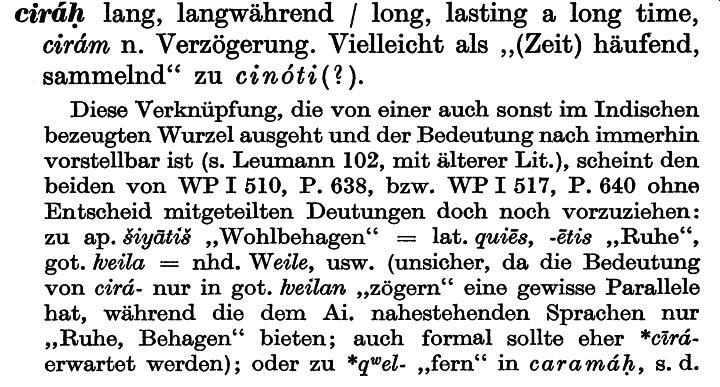 ciráḥ lang, langwährend / long, lasting a long time,
cirám n. Verzögerung. Vielleicht als „(Zeit) häufend,
sammelnd“ zu cinóti(?).
Diese Verknüpfung, die von einer auch sonst im Indischen
bezeugten Wurzel ausgeht und der Bedeutung nach immerhin
vorstellbar ist (s. Leumann 102, mit älterer Lit.), scheint den
beiden von WP I 510, P. 638, bzw. WP I 517, P. 640 ohne
Entscheid mitgeteilten Deutungen doch noch vorzuziehen:
zu ap. šiyātiš „Wohlbehagen“ = lat. quiēs, -ētis „Ruhe“,
got. ƕeila = nhd. Weile, usw. (unsicher, da die Bedeutung
von cirá- nur in got. ƕeilan „zögern“ eine gewisse Parallele
hat, während die dem Ai. nahestehenden Sprachen nur
„Ruhe, Behagen“ bieten; auch formal sollte eher *cīrá-
erwartet werden); oder zu *qʷel- „fern“ in caramáḥ, s. d.